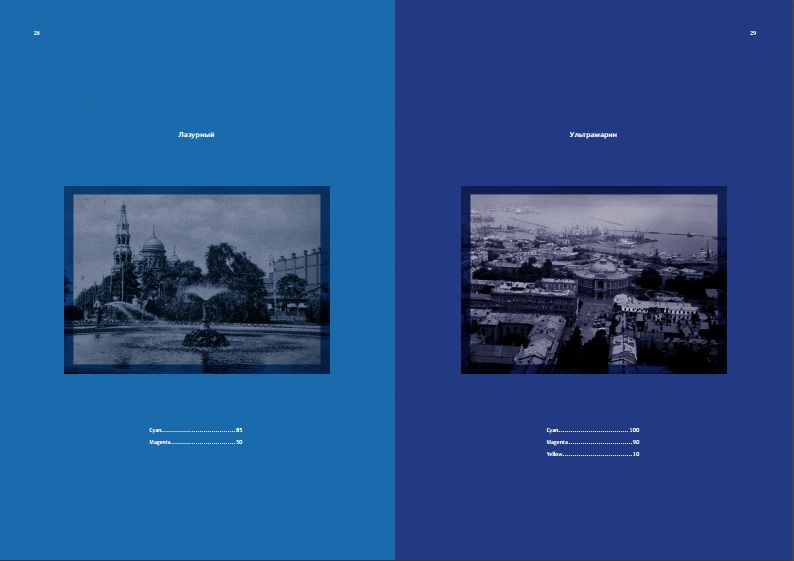 28
Лазурный
Cyan..............................85
Magenta..........................50
29
Ультрамарин
Cyan..............................100
Magenta..........................90
Yellow............................10